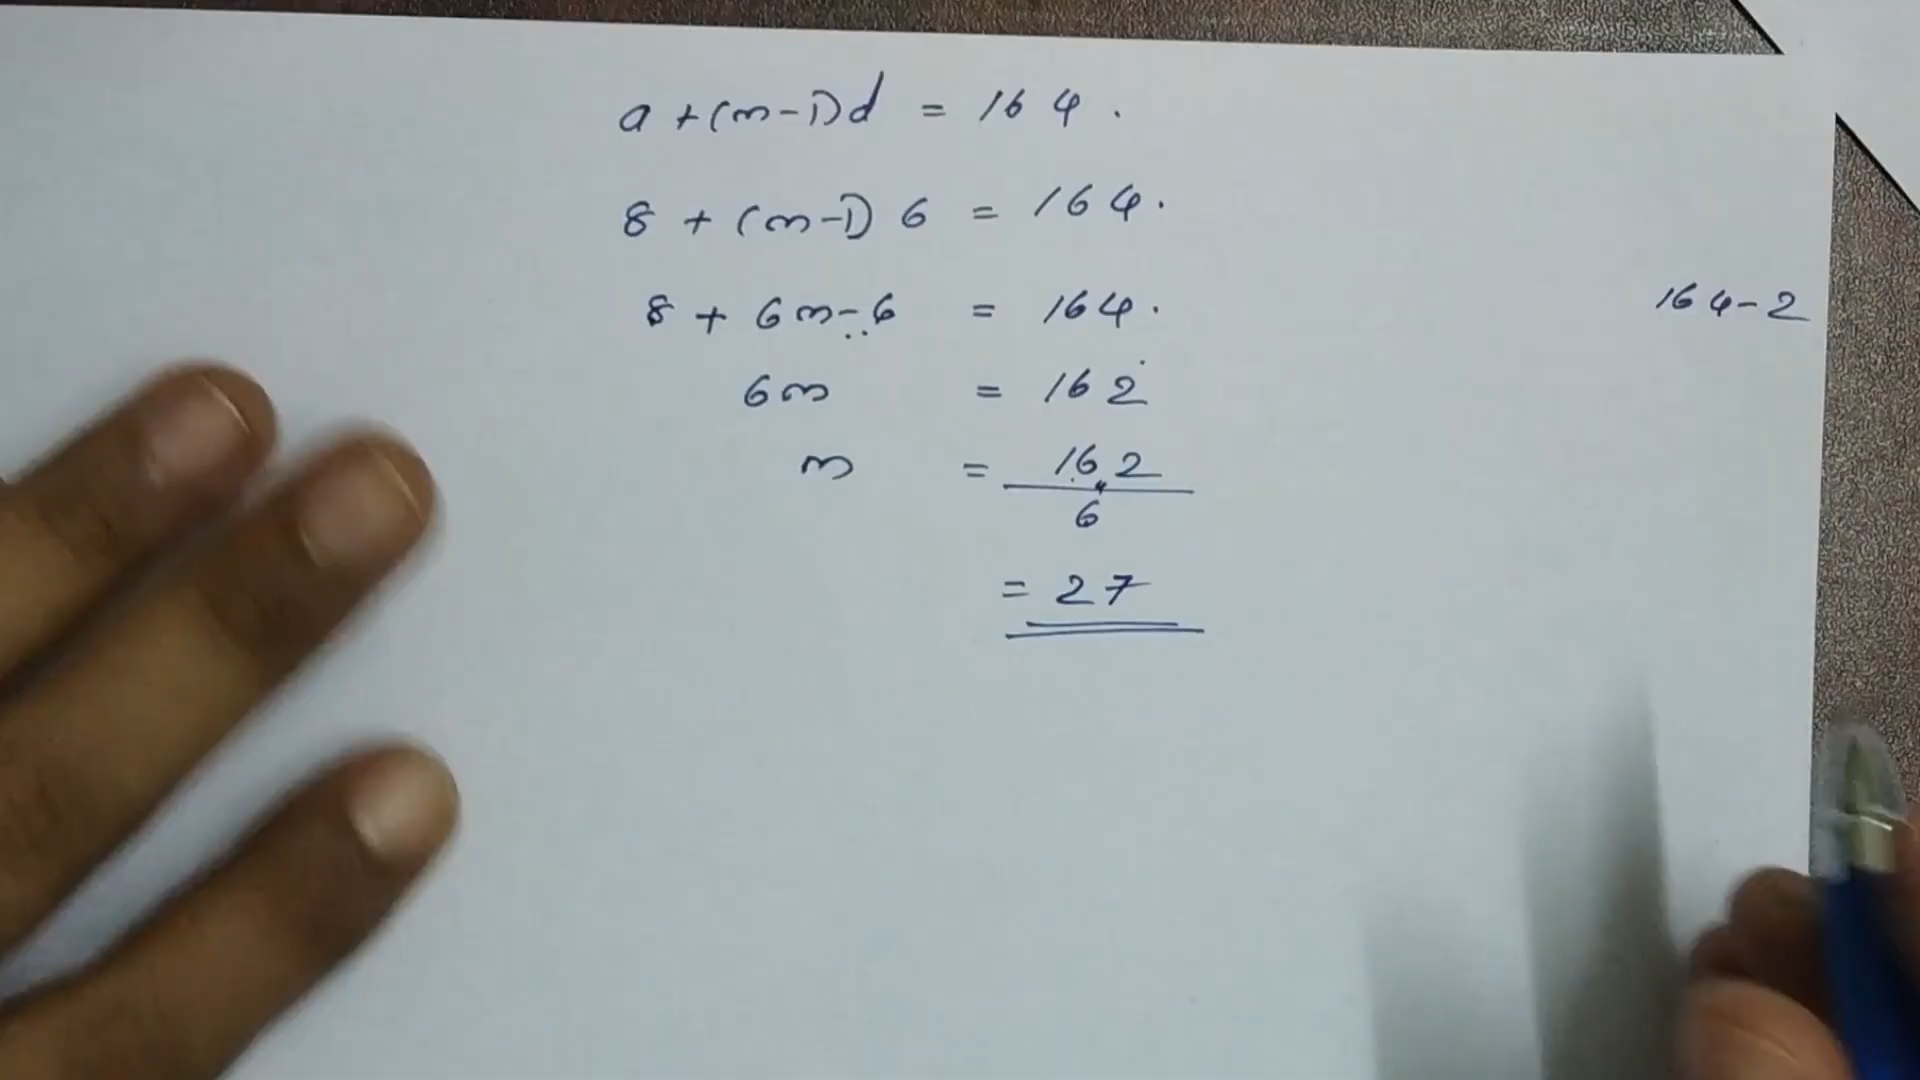 a + (n-1)d = 164.
8 + (n-1) 6 = 164.
8 + 6n-6 = 164.
164-2
6n = 162
n = 162
6
= 27